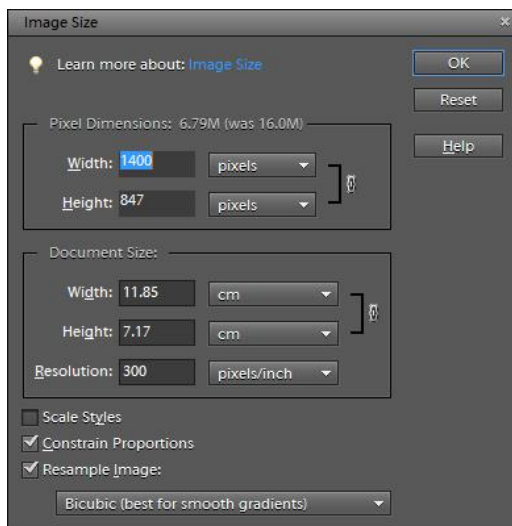 Image Size
Learn more about: Image Size
OK
Reset
Help
Pixel Dimensions: 6.79M (was 16.0M)
Width: 1400 pixels
Height: 847 pixels
Document Size:
Width: 11.85 cm
Height: 7.17 cm
Resolution: 300 pixels/inch
Scale Styles
Constrain Proportions
Resample Image:
Bicubic (best for smooth gradients)